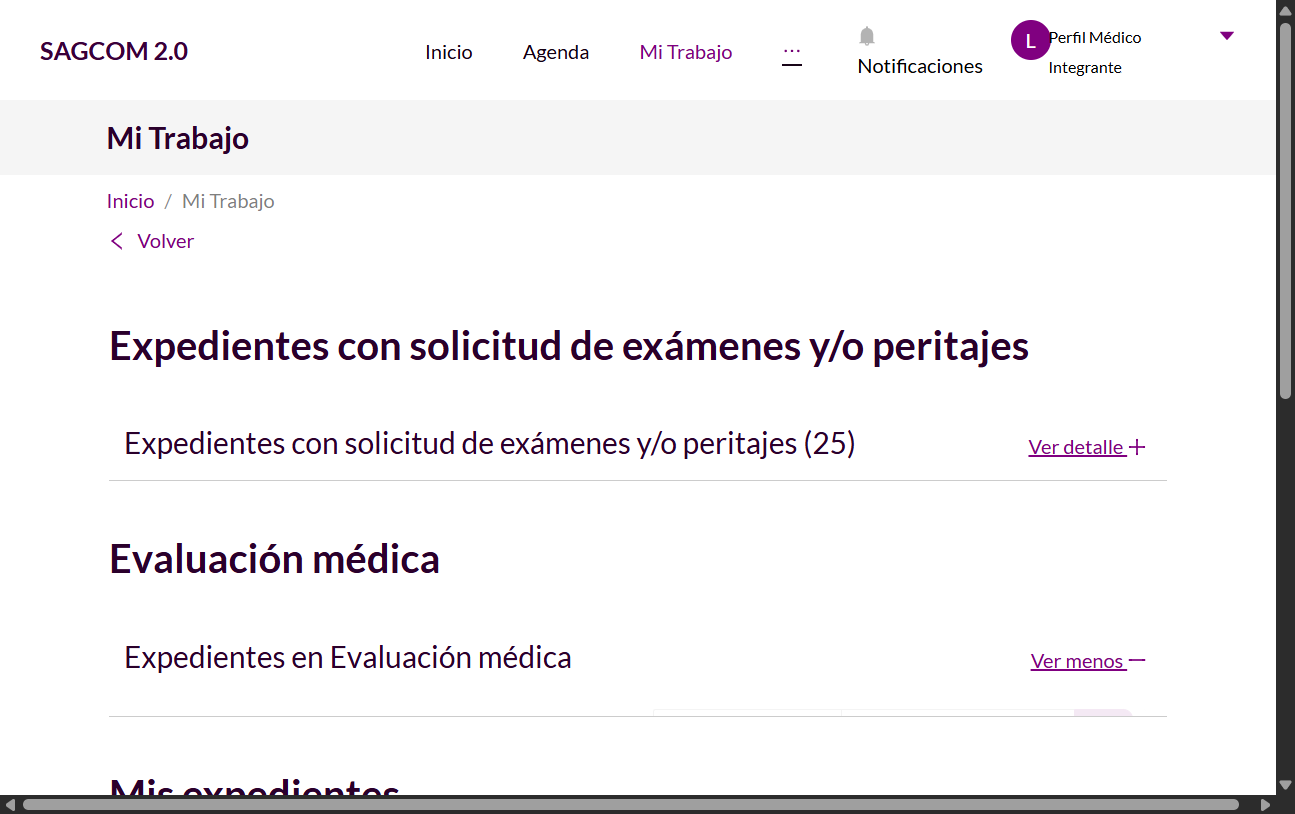 SAGCOM 2.0
Inicio
Agenda
Mi Trabajo
...
Notificaciones
L
Perfil Médico
Integrante
Mi Trabajo
Inicio / Mi Trabajo
Volver
Expedientes con solicitud de exámenes y/o peritajes
Expedientes con solicitud de exámenes y/o peritajes (25)
Ver detalle
Evaluación médica
Expedientes en Evaluación médica
Ver menos
Mis expedientes